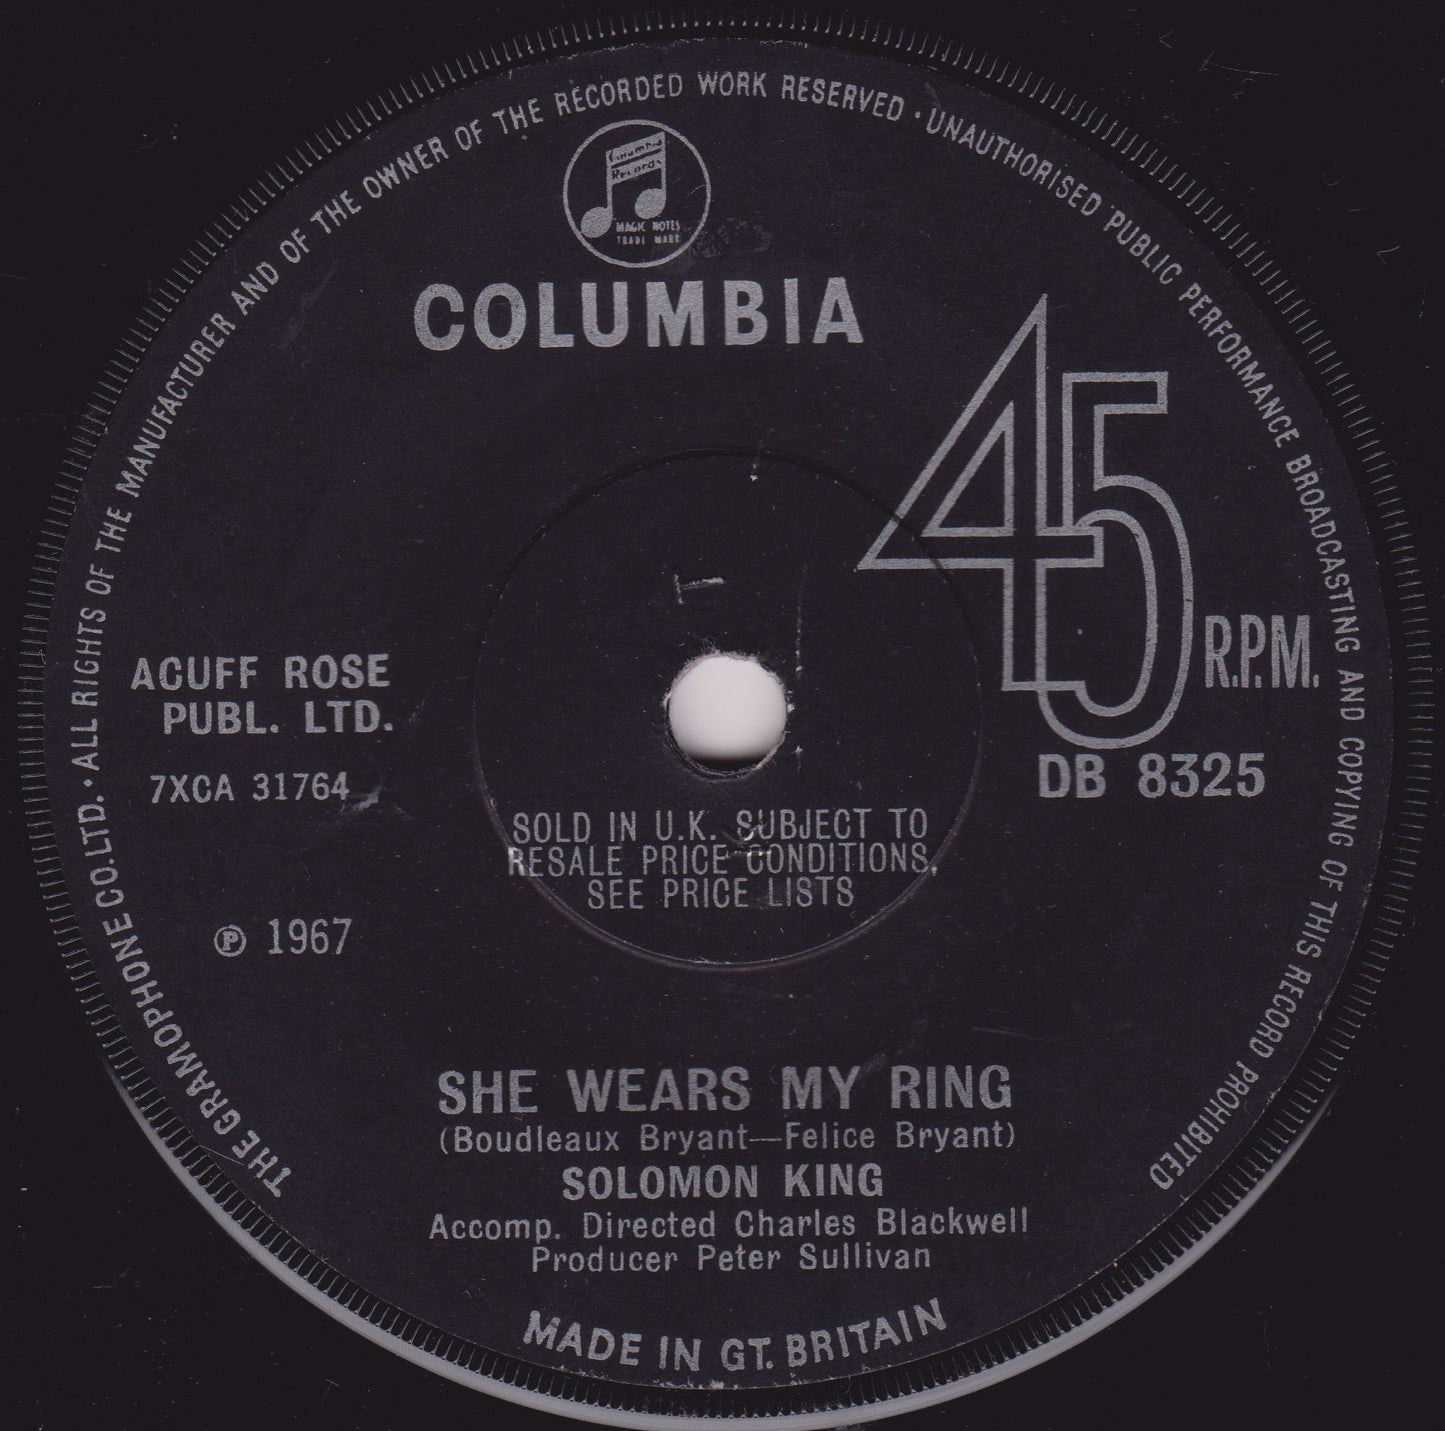 THE GRAMOPHONE CO. LTD. · ALL RIGHTS OF THE MANUFACTURER AND OF THE OWNER OF THE RECORDED WORK RESERVED · UNAUTHORISED PUBLIC PERFORMANCE BROADCASTING AND COPYING OF THIS RECORD PROHIBITED
Columbia
Records
MAGIC NOTES
TRADE MARK
COLUMBIA
45
R.P.M.
ACUFF ROSE
PUBL. LTD.
7XCA 31764
DB 8325
SOLD IN U.K. SUBJECT TO
RESALE PRICE CONDITIONS,
SEE PRICE LISTS
Ⓟ 1967
SHE WEARS MY RING
(Boudleaux Bryant—Felice Bryant)
SOLOMON KING
Accomp. Directed Charles Blackwell
Producer Peter Sullivan
MADE IN GT. BRITAIN